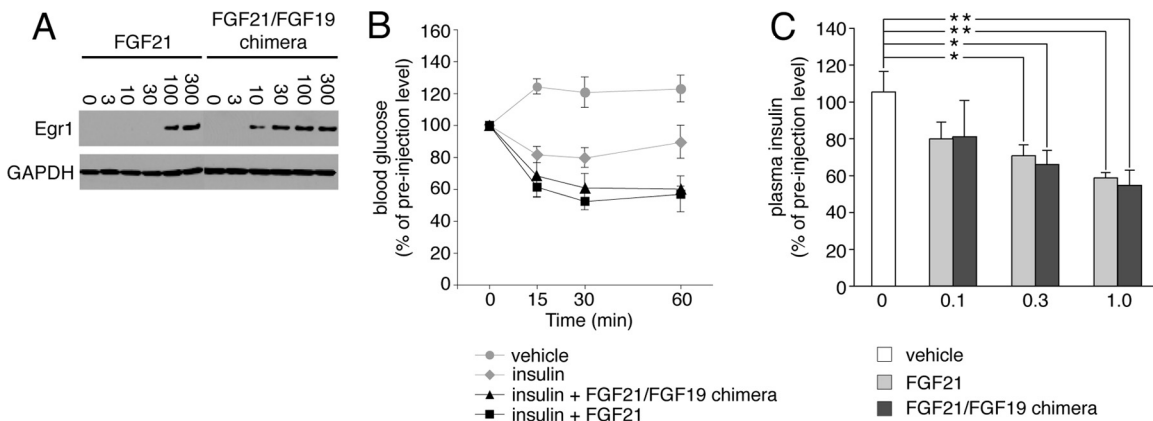 A
FGF21
FGF21/FGF19
chimera
0 3 10 30 100 300 0 3 10 30 100 300
Egr1
GAPDH
B
blood glucose
(% of pre-injection level)
160
140
120
100
80
60
40
20
0
0 15 30 60
Time (min)
vehicle
insulin
insulin + FGF21/FGF19 chimera
insulin + FGF21
C
plasma insulin
(% of pre-injection level)
140
120
100
80
60
40
20
0
**
**
*
*
0 0.1 0.3 1.0
vehicle
FGF21
FGF21/FGF19 chimera